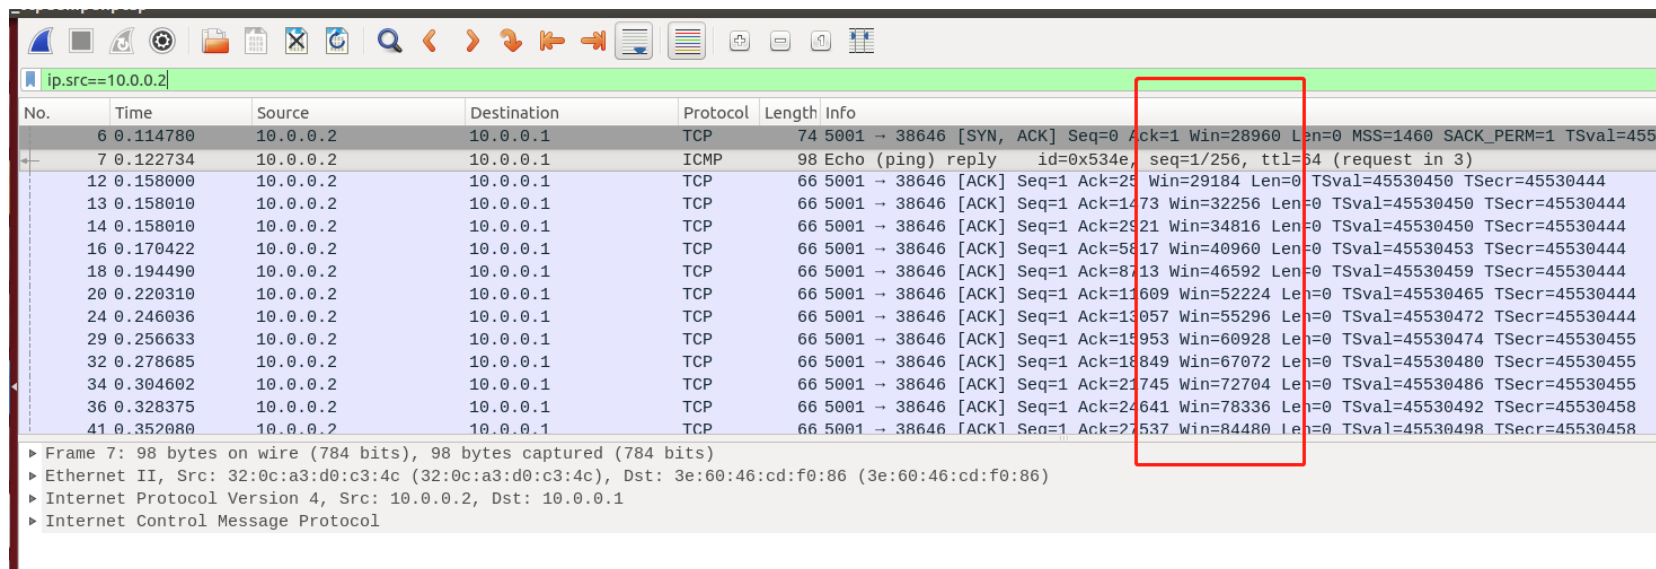 ip.src==10.0.0.2
No. Time Source Destination Protocol Length Info
6 0.114780 10.0.0.2 10.0.0.1 TCP 74 5001 → 38646 [SYN, ACK] Seq=0 Ack=1 Win=28960 Len=0 MSS=1460 SACK_PERM=1 TSval=455
7 0.122734 10.0.0.2 10.0.0.1 ICMP 98 Echo (ping) reply id=0x534e, seq=1/256, ttl=64 (request in 3)
12 0.158000 10.0.0.2 10.0.0.1 TCP 66 5001 → 38646 [ACK] Seq=1 Ack=25 Win=29184 Len=0 TSval=45530450 TSecr=45530444
13 0.158010 10.0.0.2 10.0.0.1 TCP 66 5001 → 38646 [ACK] Seq=1 Ack=1473 Win=32256 Len=0 TSval=45530450 TSecr=45530444
14 0.158010 10.0.0.2 10.0.0.1 TCP 66 5001 → 38646 [ACK] Seq=1 Ack=2921 Win=34816 Len=0 TSval=45530450 TSecr=45530444
16 0.170422 10.0.0.2 10.0.0.1 TCP 66 5001 → 38646 [ACK] Seq=1 Ack=5817 Win=40960 Len=0 TSval=45530453 TSecr=45530444
18 0.194490 10.0.0.2 10.0.0.1 TCP 66 5001 → 38646 [ACK] Seq=1 Ack=8713 Win=46592 Len=0 TSval=45530459 TSecr=45530444
20 0.220310 10.0.0.2 10.0.0.1 TCP 66 5001 → 38646 [ACK] Seq=1 Ack=11609 Win=52224 Len=0 TSval=45530465 TSecr=45530444
24 0.246036 10.0.0.2 10.0.0.1 TCP 66 5001 → 38646 [ACK] Seq=1 Ack=13057 Win=55296 Len=0 TSval=45530472 TSecr=45530444
29 0.256633 10.0.0.2 10.0.0.1 TCP 66 5001 → 38646 [ACK] Seq=1 Ack=15953 Win=60928 Len=0 TSval=45530474 TSecr=45530455
32 0.278685 10.0.0.2 10.0.0.1 TCP 66 5001 → 38646 [ACK] Seq=1 Ack=18849 Win=67072 Len=0 TSval=45530480 TSecr=45530455
34 0.304602 10.0.0.2 10.0.0.1 TCP 66 5001 → 38646 [ACK] Seq=1 Ack=21745 Win=72704 Len=0 TSval=45530486 TSecr=45530455
36 0.328375 10.0.0.2 10.0.0.1 TCP 66 5001 → 38646 [ACK] Seq=1 Ack=24641 Win=78336 Len=0 TSval=45530492 TSecr=45530458
41 0.352080 10.0.0.2 10.0.0.1 TCP 66 5001 → 38646 [ACK] Seq=1 Ack=27537 Win=84480 Len=0 TSval=45530498 TSecr=45530458
Frame 7: 98 bytes on wire (784 bits), 98 bytes captured (784 bits)
Ethernet II, Src: 32:0c:a3:d0:c3:4c (32:0c:a3:d0:c3:4c), Dst: 3e:60:46:cd:f0:86 (3e:60:46:cd:f0:86)
Internet Protocol Version 4, Src: 10.0.0.2, Dst: 10.0.0.1
Internet Control Message Protocol